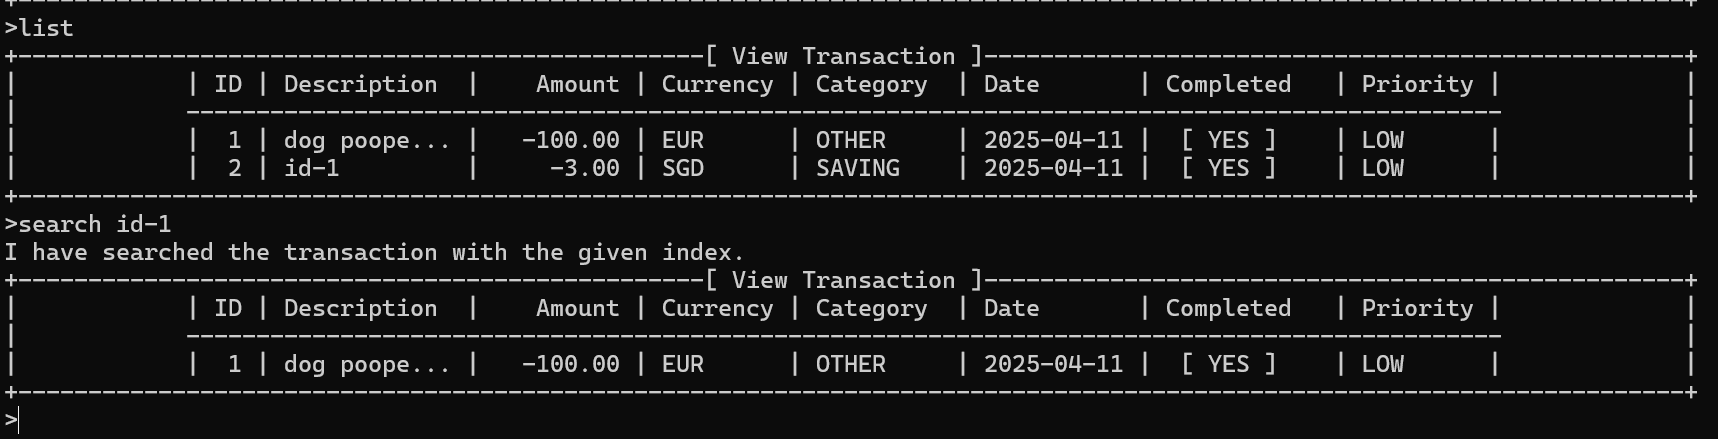 >list
+-------------------------------------------------[ View Transaction ]--------------------------------------------------+
| | ID | Description | Amount | Currency | Category | Date | Completed | Priority | |
| ---------------------------------------------------------------------------------------------- |
| | 1 | dog poope... | -100.00 | EUR | OTHER | 2025-04-11 | [ YES ] | LOW | |
| | 2 | id-1 | -3.00 | SGD | SAVING | 2025-04-11 | [ YES ] | LOW | |
+-----------------------------------------------------------------------------------------------------------------------+
>search id-1
I have searched the transaction with the given index.
+-------------------------------------------------[ View Transaction ]--------------------------------------------------+
| | ID | Description | Amount | Currency | Category | Date | Completed | Priority | |
| ---------------------------------------------------------------------------------------------- |
| | 1 | dog poope... | -100.00 | EUR | OTHER | 2025-04-11 | [ YES ] | LOW | |
+-----------------------------------------------------------------------------------------------------------------------+
>